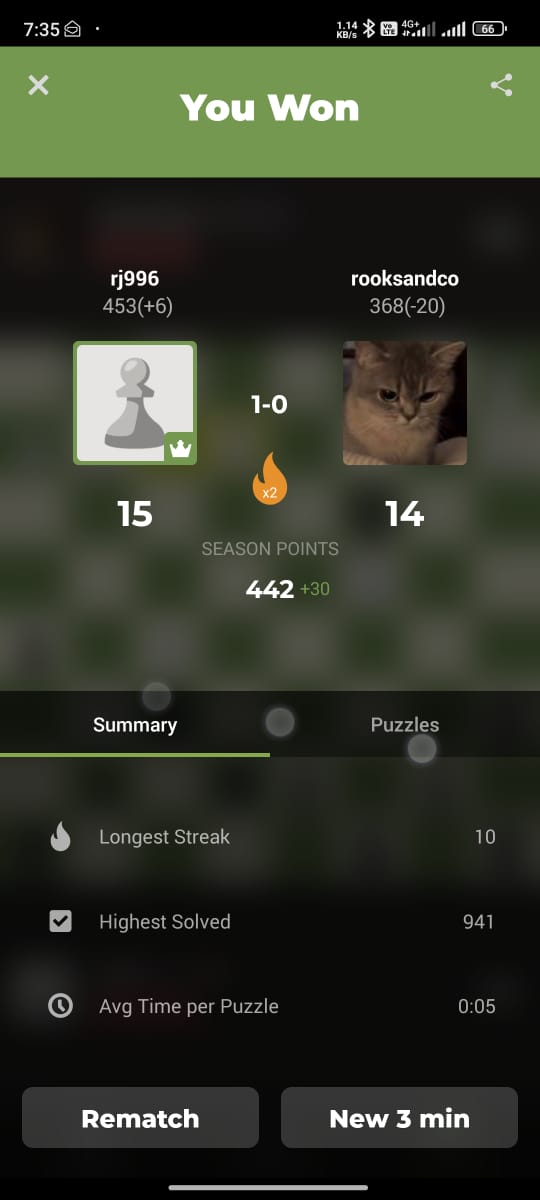 7:35
1.14 KB/s
Vo LTE
4G+
66
You Won
rj996
rooksandco
453(+6)
368(-20)
1-0
x2
15
14
SEASON POINTS
442 +30
Summary
Puzzles
Longest Streak
10
Highest Solved
941
Avg Time per Puzzle
0:05
Rematch
New 3 min